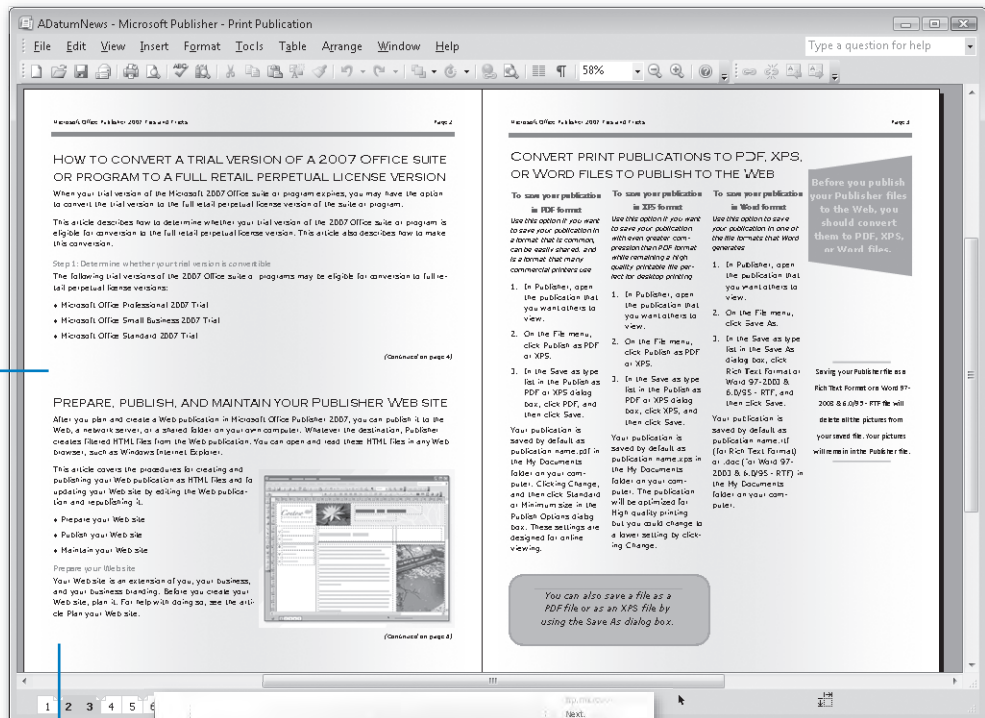 ADatumNews - Microsoft Publisher - Print Publication
File Edit View Insert Format Tools Table Arrange Window Help
Type a question for help
58%
Microsoft Office Publisher 2007 Tips and Tricks
Page 2
HOW TO CONVERT A TRIAL VERSION OF A 2007 OFFICE SUITE
OR PROGRAM TO A FULL RETAIL PERPETUAL LICENSE VERSION
When your trial version of the Microsoft 2007 Office suite or program expires, you may have the option
to convert the trial version to the full retail perpetual license version of the suite or program.
This article describes how to determine whether your trial version of the 2007 Office suite or program is
eligible for conversion to the full retail perpetual license version. This article also describes how to make
this conversion.
Step 1: Determine whether your trial version is convertible
The following trial versions of the 2007 Office suite or programs may be eligible for conversion to full re-
tail perpetual license versions:
• Microsoft Office Professional 2007 Trial
• Microsoft Office Small Business 2007 Trial
• Microsoft Office Standard 2007 Trial
(Continued on page 4)
PREPARE, PUBLISH, AND MAINTAIN YOUR PUBLISHER WEB SITE
After you plan and create a Web publication in Microsoft Office Publisher 2007, you can publish it to the
Web, a network server, or a shared folder on your own computer. Whatever the destination, Publisher
creates filtered HTML files from the Web publication. You can open and read these HTML files in any Web
browser, such as Windows Internet Explorer.
This article covers the procedures for creating and
publishing your Web publication as HTML files and fo
updating your Web site by editing the Web publica-
tion and republishing it.
• Prepare your Web site
• Publish your Web site
• Maintain your Web site
Prepare your Web site
Your Web site is an extension of you, your business,
and your business branding. Before you create your
Web site, plan it. For help with doing so, see the arti-
cle Plan your Web site.
(Continued on page 8)
Microsoft Office Publisher 2007 Tips and Tricks
Page 3
CONVERT PRINT PUBLICATIONS TO PDF, XPS,
OR WORD FILES TO PUBLISH TO THE WEB
To save your publication
in PDF format
Use this option if you want
to save your publication in
a format that is common,
can be easily shared, and
is a format that many
commercial printers use
1. In Publisher, open
the publication that
you want others to
view.
2. On the File menu,
click Publish as PDF
or XPS.
3. In the Save as type
list in the Publish as
PDF or XPS dialog
box, click PDF, and
then click Save.
Your publication is
saved by default as
publication name.pdf in
the My Documents
folder on your com-
puter. Clicking Change,
and then click Standard
or Minimum size in the
Publish Options dialog
box. These settings are
designed for online
viewing.
To save your publication
in XPS format
Use this option if you want
to save your publication
with even greater com-
pression than PDF format
while remaining a high
quality printable file per-
fect for desktop printing
1. In Publisher, open
the publication that
you want others to
view.
2. On the File menu,
click Publish as PDF
or XPS.
3. In the Save as type
list in the Publish as
PDF or XPS dialog
box, click XPS, and
then click Save.
Your publication is
saved by default as
publication name.xps in
the My Documents
folder on your com-
puter. The publication
will be optimized for
High quality printing
but you could change to
a lower setting by click-
ing Change.
To save your publication
in Word format
Use this option to save
your publication in one of
the file formats that Word
generates
1. In Publisher, open
the publication that
you want others to
view.
2. On the File menu,
click Save As.
3. In the Save as type
list in the Save As
dialog box, click
Rich Text Format or
Word 97-2003 &
6.0/95 - RTF, and
then click Save.
Your publication is
saved by default as
publication name.rtf
(for Rich Text Format)
or .doc (for Word 97-
2003 & 6.0/95 - RTF) in
the My Documents
folder on your com-
puter.
Before you publish
your Publisher files
to the Web, you
should convert
them to PDF, XPS,
or Word files.
Saving your Publisher file as a
Rich Text Format or a Word 97-
2003 & 6.0/95 - RTF file will
delete all the pictures from
your saved file. Your pictures
will remain in the Publisher file.
You can also save a file as a
PDF file or as an XPS file by
using the Save As dialog box.
1 2 3 4 5 6
Next.